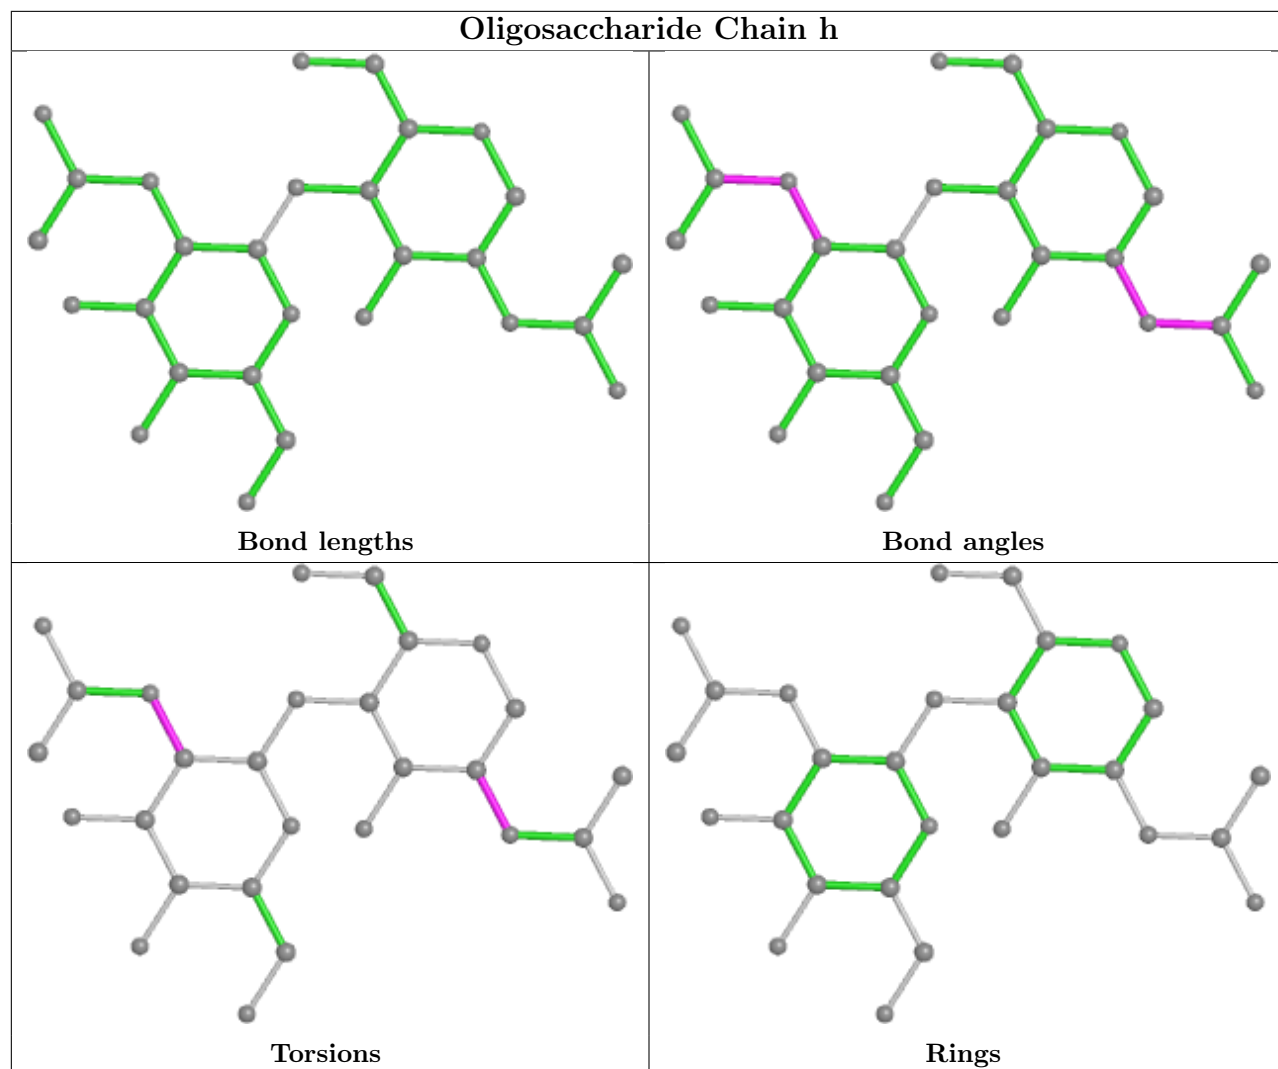 Oligosaccharide Chain h
Bond lengths
Bond angles
Torsions
Rings